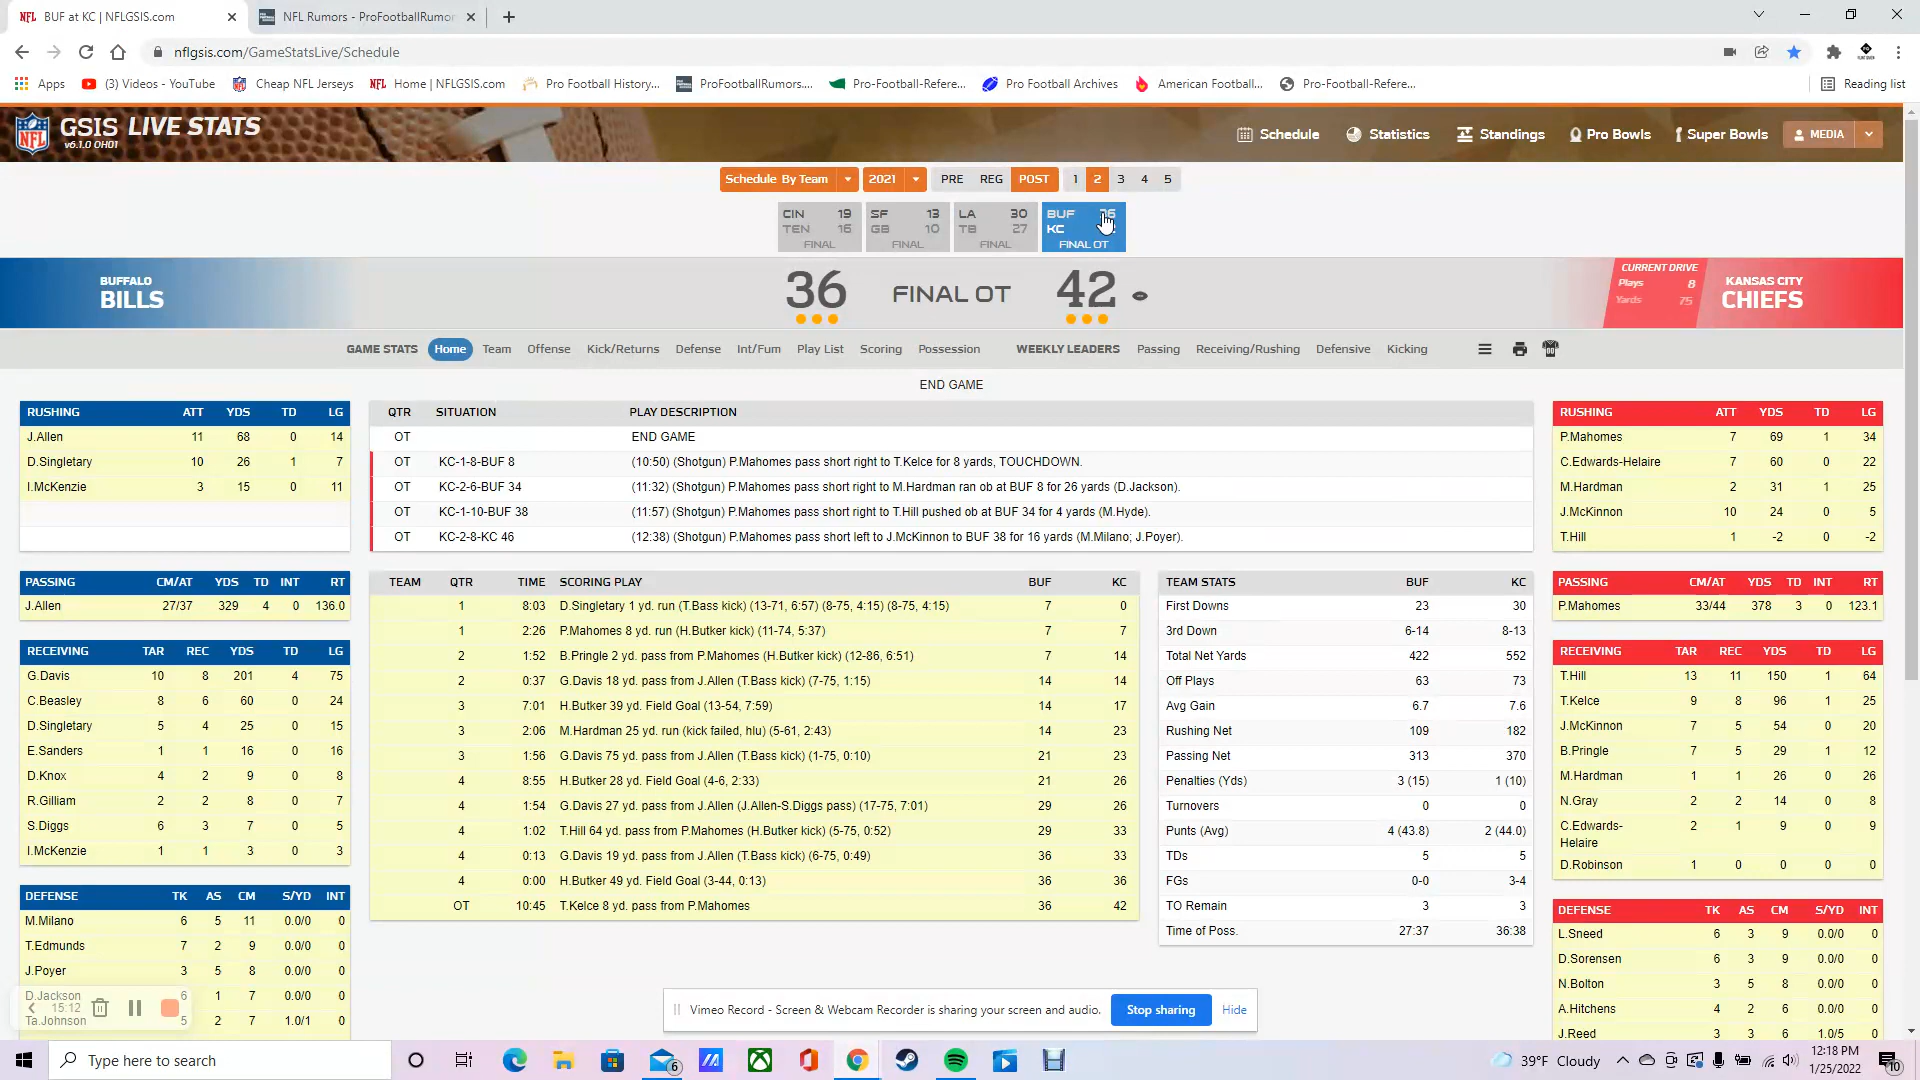 BUF at KC | NFLGSIS.com
NFL Rumors - ProFootballRumor
nflgsis.com/GameStatsLive/Schedule
Apps (3) Videos - YouTube Cheap NFL Jerseys Home | NFLGSIS.com Pro Football History... ProFootballRumors.... Pro-Football-Refere... Pro Football Archives American Football... Pro-Football-Refere... Reading list
NFL GSIS LIVE STATS
v6.1.0 OH01
Schedule Statistics Standings Pro Bowls Super Bowls MEDIA
Schedule By Team 2021 PRE REG POST 1 2 3 4 5
CIN 19 SF 13 LA 30 BUF
TEN 16 GB 10 TB 27 KC
FINAL FINAL FINAL FINAL OT
BUFFALO
BILLS
36 FINAL OT 42
CURRENT DRIVE
Plays 8
Yards 75
KANSAS CITY
CHIEFS
GAME STATS Home Team Offense Kick/Returns Defense Int/Fum Play List Scoring Possession WEEKLY LEADERS Passing Receiving/Rushing Defensive Kicking
END GAME
RUSHING ATT YDS TD LG
J.Allen 11 68 0 14
D.Singletary 10 26 1 7
I.McKenzie 3 15 0 11
PASSING CM/AT YDS TD INT RT
J.Allen 27/37 329 4 0 136.0
RECEIVING TAR REC YDS TD LG
G.Davis 10 8 201 4 75
C.Beasley 8 6 60 0 24
D.Singletary 5 4 25 0 15
E.Sanders 1 1 16 0 16
D.Knox 4 2 9 0 8
R.Gilliam 2 2 8 0 7
S.Diggs 6 3 7 0 5
I.McKenzie 1 1 3 0 3
DEFENSE TK AS CM S/YD INT
M.Milano 6 5 11 0.0/0 0
T.Edmunds 7 2 9 0.0/0 0
J.Poyer 3 5 8 0.0/0 0
D.Jackson 6 1 7 0.0/0 0
Ta.Johnson 5 2 7 1.0/1 0
15:12
QTR SITUATION PLAY DESCRIPTION
OT END GAME
OT KC-1-8-BUF 8 (10:50) (Shotgun) P.Mahomes pass short right to T.Kelce for 8 yards, TOUCHDOWN.
OT KC-2-6-BUF 34 (11:32) (Shotgun) P.Mahomes pass short right to M.Hardman ran ob at BUF 8 for 26 yards (D.Jackson).
OT KC-1-10-BUF 38 (11:57) (Shotgun) P.Mahomes pass short right to T.Hill pushed ob at BUF 34 for 4 yards (M.Hyde).
OT KC-2-8-KC 46 (12:38) (Shotgun) P.Mahomes pass short left to J.McKinnon to BUF 38 for 16 yards (M.Milano; J.Poyer).
TEAM QTR TIME SCORING PLAY BUF KC
1 8:03 D.Singletary 1 yd. run (T.Bass kick) (13-71, 6:57) (8-75, 4:15) (8-75, 4:15) 7 0
1 2:26 P.Mahomes 8 yd. run (H.Butker kick) (11-74, 5:37) 7 7
2 1:52 B.Pringle 2 yd. pass from P.Mahomes (H.Butker kick) (12-86, 6:51) 7 14
2 0:37 G.Davis 18 yd. pass from J.Allen (T.Bass kick) (7-75, 1:15) 14 14
3 7:01 H.Butker 39 yd. Field Goal (13-54, 7:59) 14 17
3 2:06 M.Hardman 25 yd. run (kick failed, hlu) (5-61, 2:43) 14 23
3 1:56 G.Davis 75 yd. pass from J.Allen (T.Bass kick) (1-75, 0:10) 21 23
4 8:55 H.Butker 28 yd. Field Goal (4-6, 2:33) 21 26
4 1:54 G.Davis 27 yd. pass from J.Allen (J.Allen-S.Diggs pass) (17-75, 7:01) 29 26
4 1:02 T.Hill 64 yd. pass from P.Mahomes (H.Butker kick) (5-75, 0:52) 29 33
4 0:13 G.Davis 19 yd. pass from J.Allen (T.Bass kick) (6-75, 0:49) 36 33
4 0:00 H.Butker 49 yd. Field Goal (3-44, 0:13) 36 36
OT 10:45 T.Kelce 8 yd. pass from P.Mahomes 36 42
TEAM STATS BUF KC
First Downs 23 30
3rd Down 6-14 8-13
Total Net Yards 422 552
Off Plays 63 73
Avg Gain 6.7 7.6
Rushing Net 109 182
Passing Net 313 370
Penalties (Yds) 3 (15) 1 (10)
Turnovers 0 0
Punts (Avg) 4 (43.8) 2 (44.0)
TDs 5 5
FGs 0-0 3-4
TO Remain 3 3
Time of Poss. 27:37 36:38
RUSHING ATT YDS TD LG
P.Mahomes 7 69 1 34
C.Edwards-Helaire 7 60 0 22
M.Hardman 2 31 1 25
J.McKinnon 10 24 0 5
T.Hill 1 -2 0 -2
PASSING CM/AT YDS TD INT RT
P.Mahomes 33/44 378 3 0 123.1
RECEIVING TAR REC YDS TD LG
T.Hill 13 11 150 1 64
T.Kelce 9 8 96 1 25
J.McKinnon 7 5 54 0 20
B.Pringle 7 5 29 1 12
M.Hardman 1 1 26 0 26
N.Gray 2 2 14 0 8
C.Edwards-Helaire 2 1 9 0 9
D.Robinson 1 0 0 0 0
DEFENSE TK AS CM S/YD INT
L.Sneed 6 3 9 0.0/0 0
D.Sorensen 6 3 9 0.0/0 0
N.Bolton 3 5 8 0.0/0 0
A.Hitchens 4 2 6 0.0/0 0
J.Reed 3 3 6 1.0/5 0
Vimeo Record - Screen & Webcam Recorder is sharing your screen and audio. Stop sharing Hide
Type here to search
6
39°F Cloudy
12:18 PM
1/25/2022
10